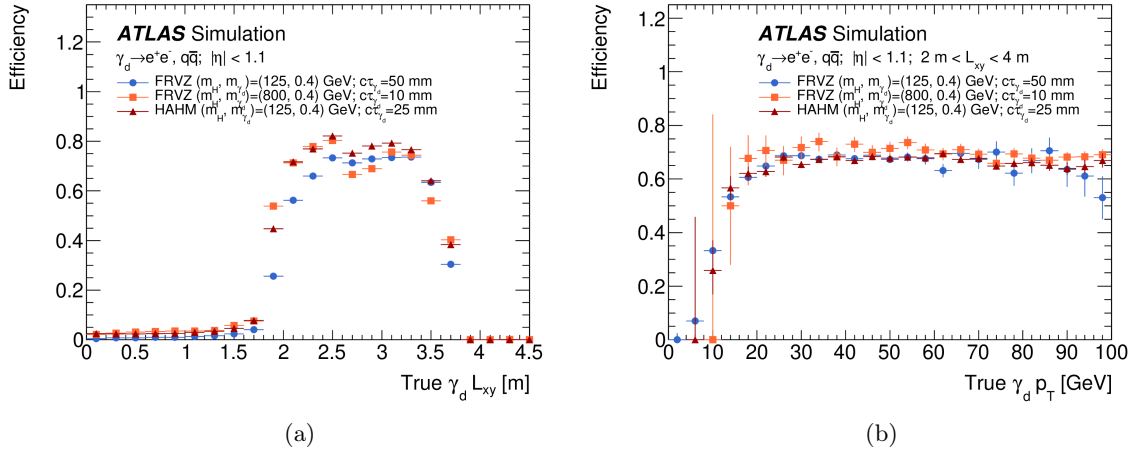 ATLAS Simulation
γd→e+e-, qq̄; |η| < 1.1
FRVZ (mH, mγd)=(125, 0.4) GeV; cτγd=50 mm
FRVZ (mH, mγd)=(800, 0.4) GeV; cτγd=10 mm
HAHM (mH, mγd)=(125, 0.4) GeV; cτγd=25 mm
Efficiency
1.2
1
0.8
0.6
0.4
0.2
0
0 0.5 1 1.5 2 2.5 3 3.5 4 4.5
True γd Lxy [m]
(a)
ATLAS Simulation
γd→e+e-, qq̄; |η| < 1.1; 2 m < Lxy < 4 m
FRVZ (mH, mγd)=(125, 0.4) GeV; cτγd=50 mm
FRVZ (mH, mγd)=(800, 0.4) GeV; cτγd=10 mm
HAHM (mH, mγd)=(125, 0.4) GeV; cτγd=25 mm
Efficiency
1.2
1
0.8
0.6
0.4
0.2
0
0 10 20 30 40 50 60 70 80 90 100
True γd pT [GeV]
(b)